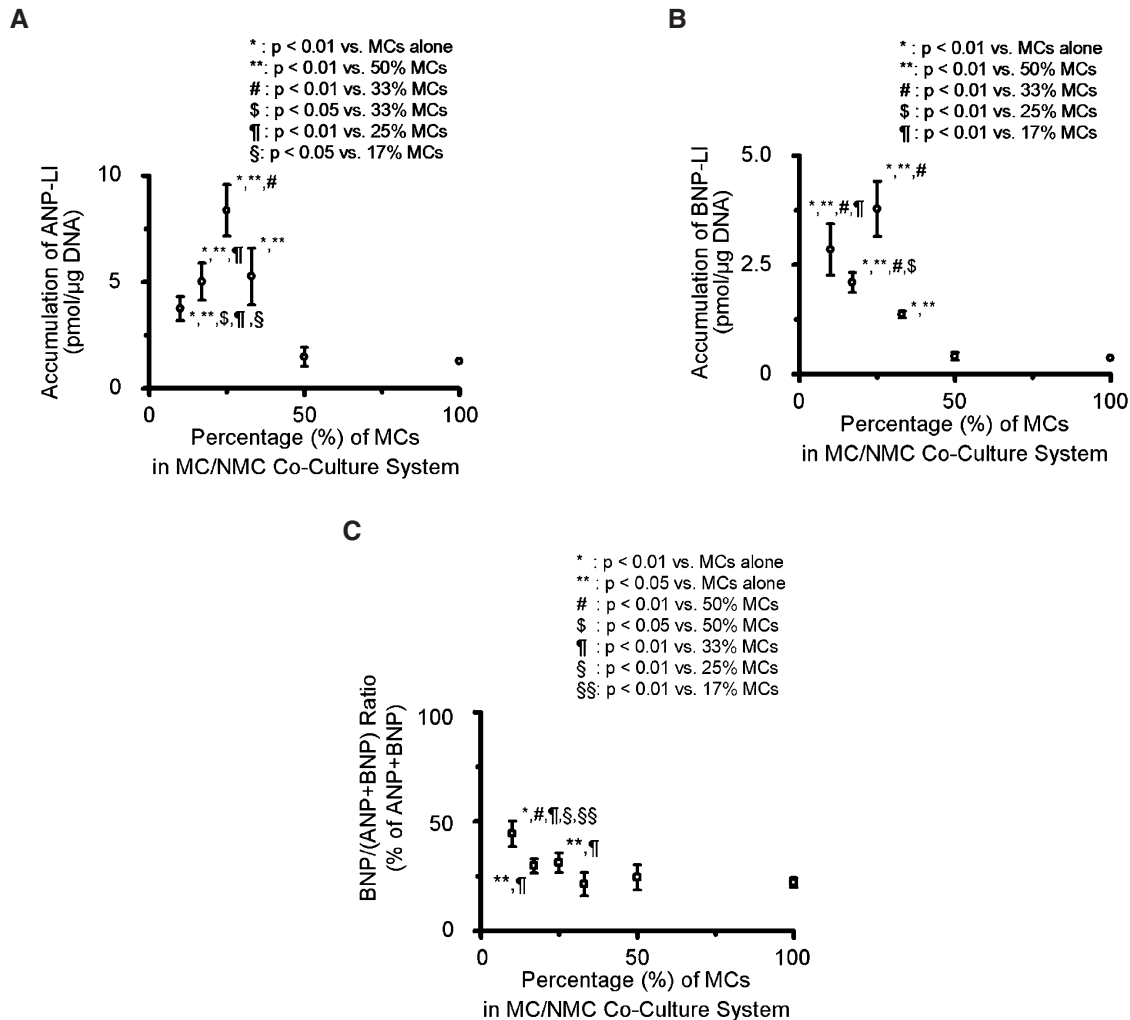 A
* : p < 0.01 vs. MCs alone
**: p < 0.01 vs. 50% MCs
# : p < 0.01 vs. 33% MCs
$ : p < 0.05 vs. 33% MCs
¶ : p < 0.01 vs. 25% MCs
§: p < 0.05 vs. 17% MCs
Accumulation of ANP-LI
(pmol/µg DNA)
10
5
0
*,**,#
*,**
*,**,¶
*,**,$,¶,§
0
50
100
Percentage (%) of MCs
in MC/NMC Co-Culture System
B
* : p < 0.01 vs. MCs alone
**: p < 0.01 vs. 50% MCs
# : p < 0.01 vs. 33% MCs
$ : p < 0.01 vs. 25% MCs
¶ : p < 0.01 vs. 17% MCs
Accumulation of BNP-LI
(pmol/µg DNA)
5.0
2.5
0
*,**,#
*,**,#,¶
*,**,#,$
*,**
0
50
100
Percentage (%) of MCs
in MC/NMC Co-Culture System
C
* : p < 0.01 vs. MCs alone
** : p < 0.05 vs. MCs alone
# : p < 0.01 vs. 50% MCs
$ : p < 0.05 vs. 50% MCs
¶ : p < 0.01 vs. 33% MCs
§ : p < 0.01 vs. 25% MCs
§§: p < 0.01 vs. 17% MCs
BNP/(ANP+BNP) Ratio
(% of ANP+BNP)
100
50
0
*,#,¶,§,§§
**,¶
**,¶
0
50
100
Percentage (%) of MCs
in MC/NMC Co-Culture System